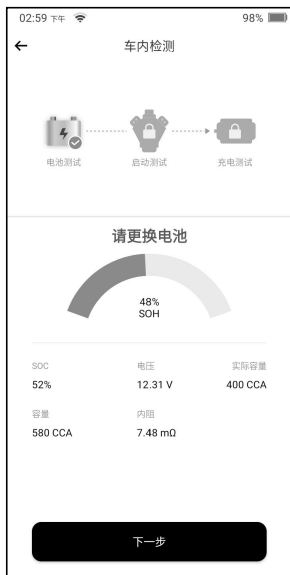 02:59 下午 98%
车内检测
电池测试 启动测试 充电测试
请更换电池
48%
SOH
SOC 电压 实际容量
52% 12.31 V 400 CCA
容量 内阻
580 CCA 7.48 mΩ
下一步